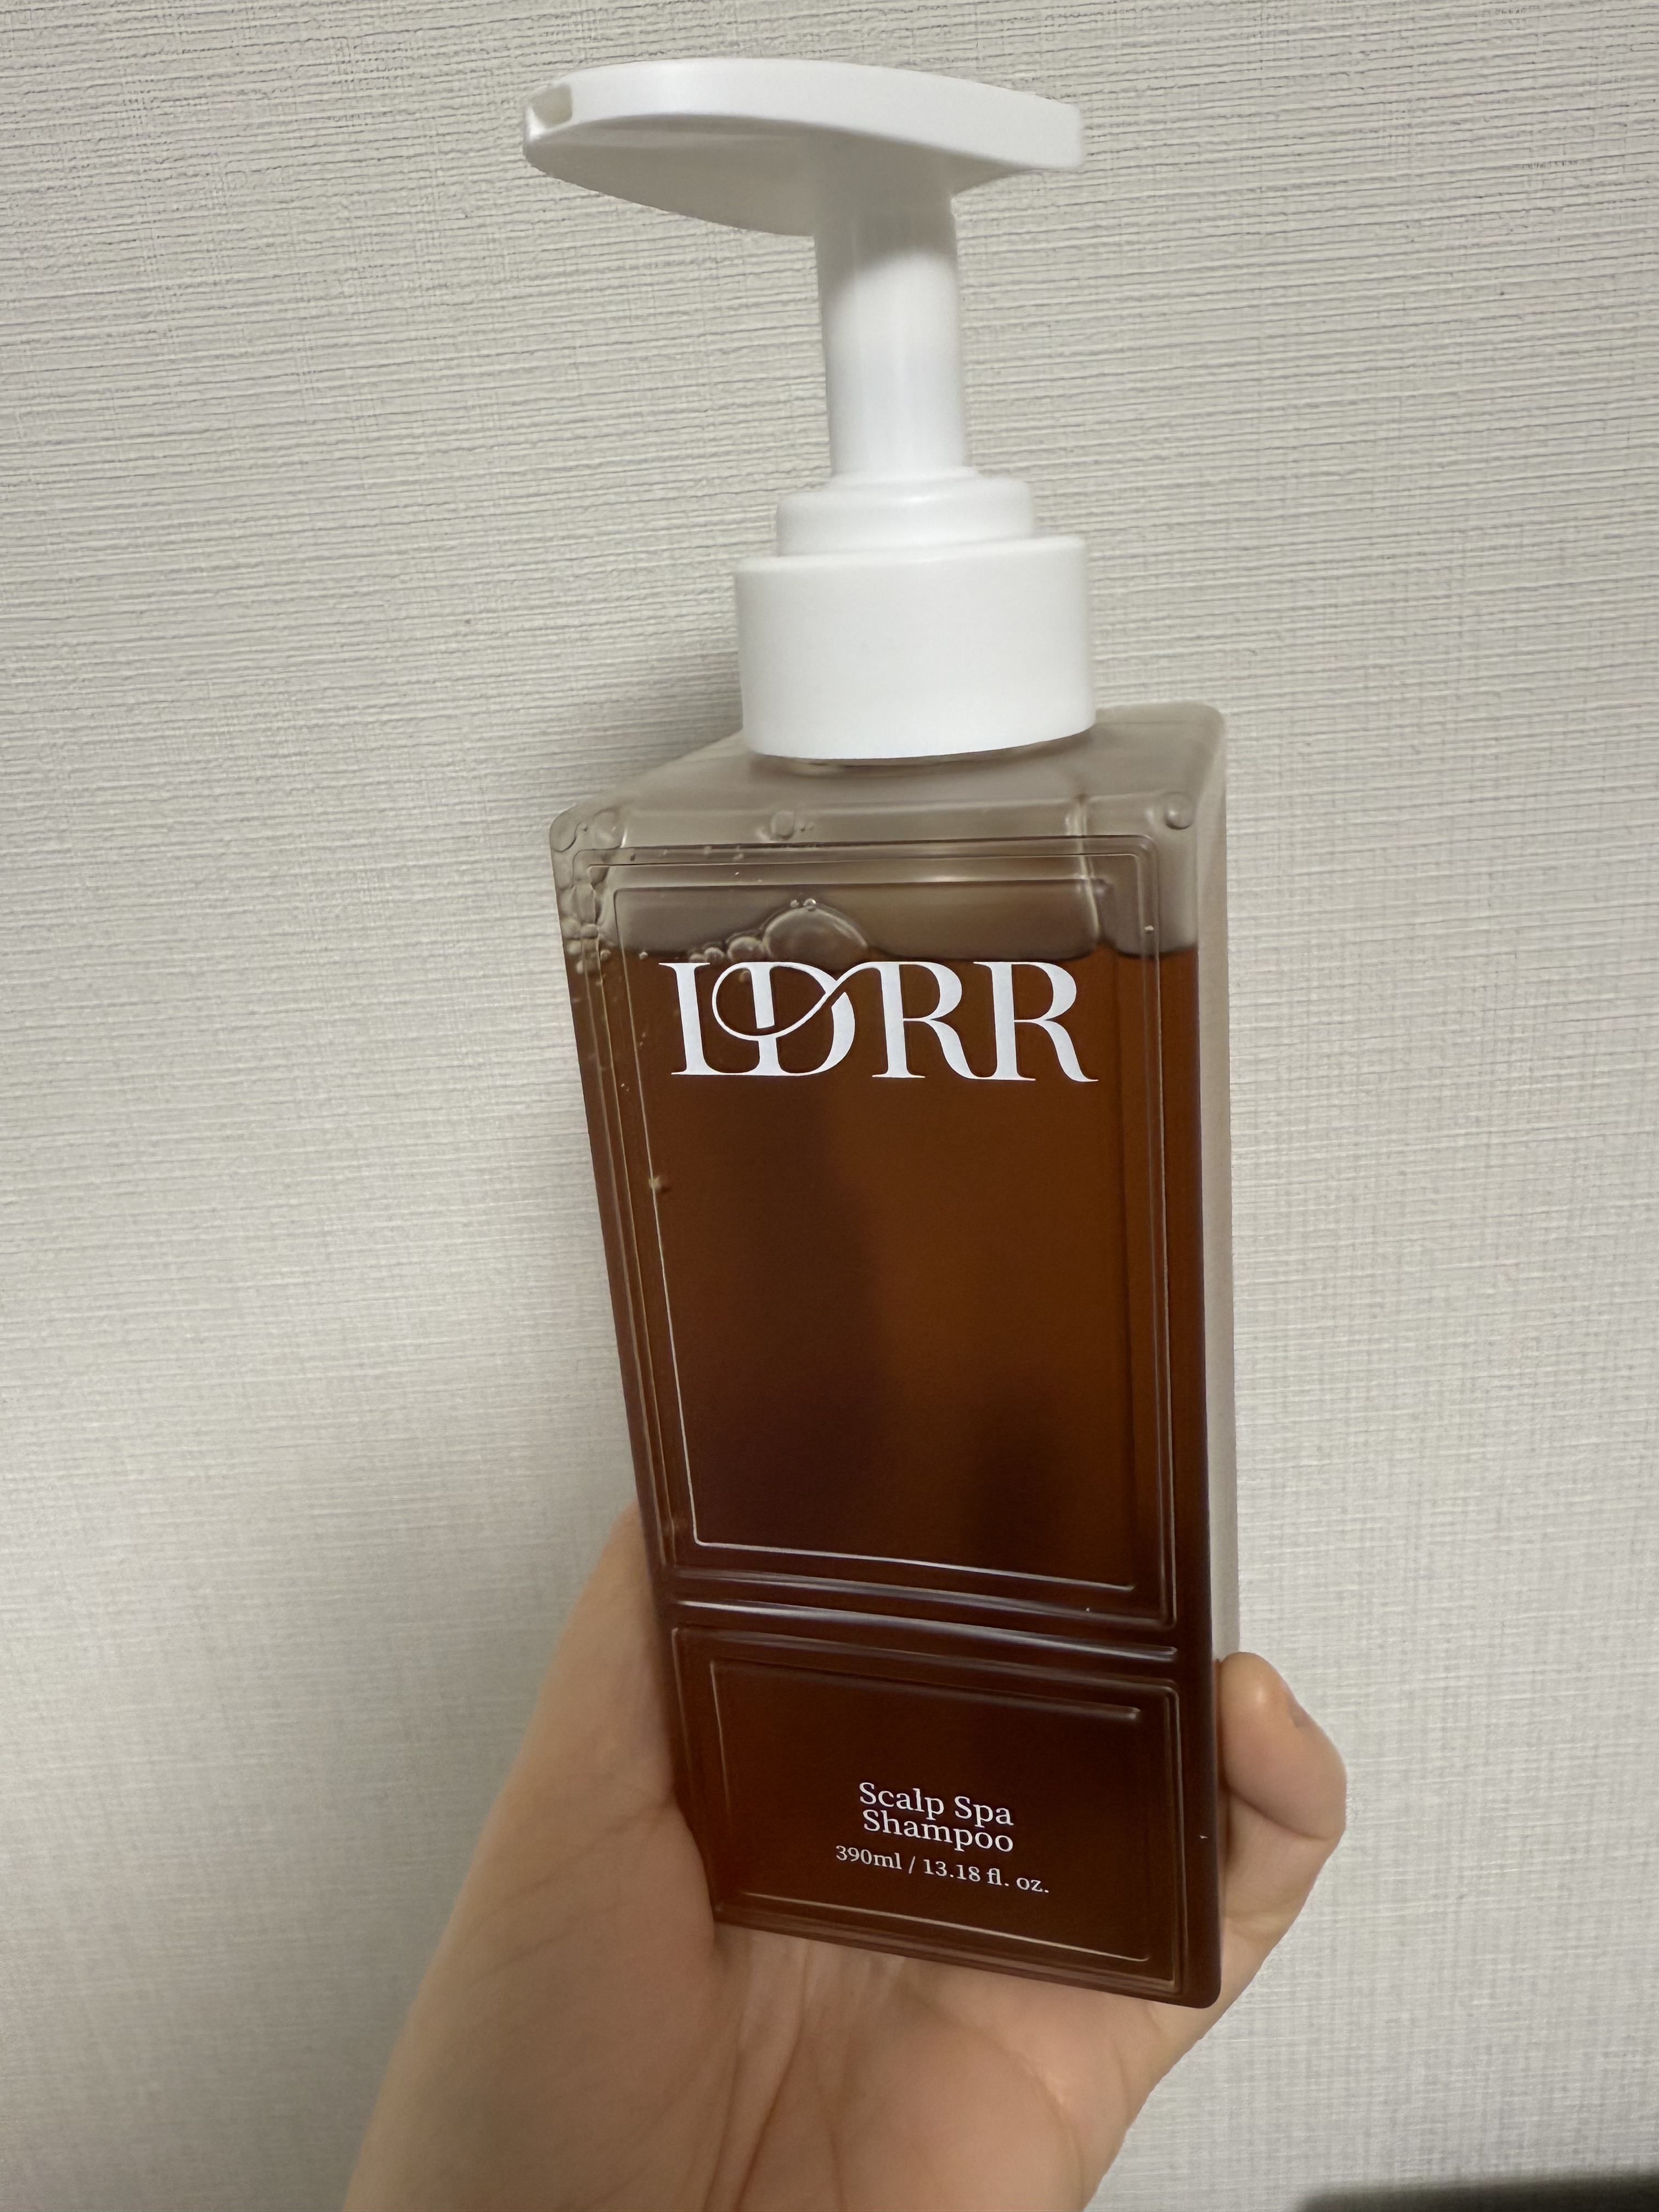 LDRR
Scalp Spa
Shampoo
390ml / 13.18 fl. oz.